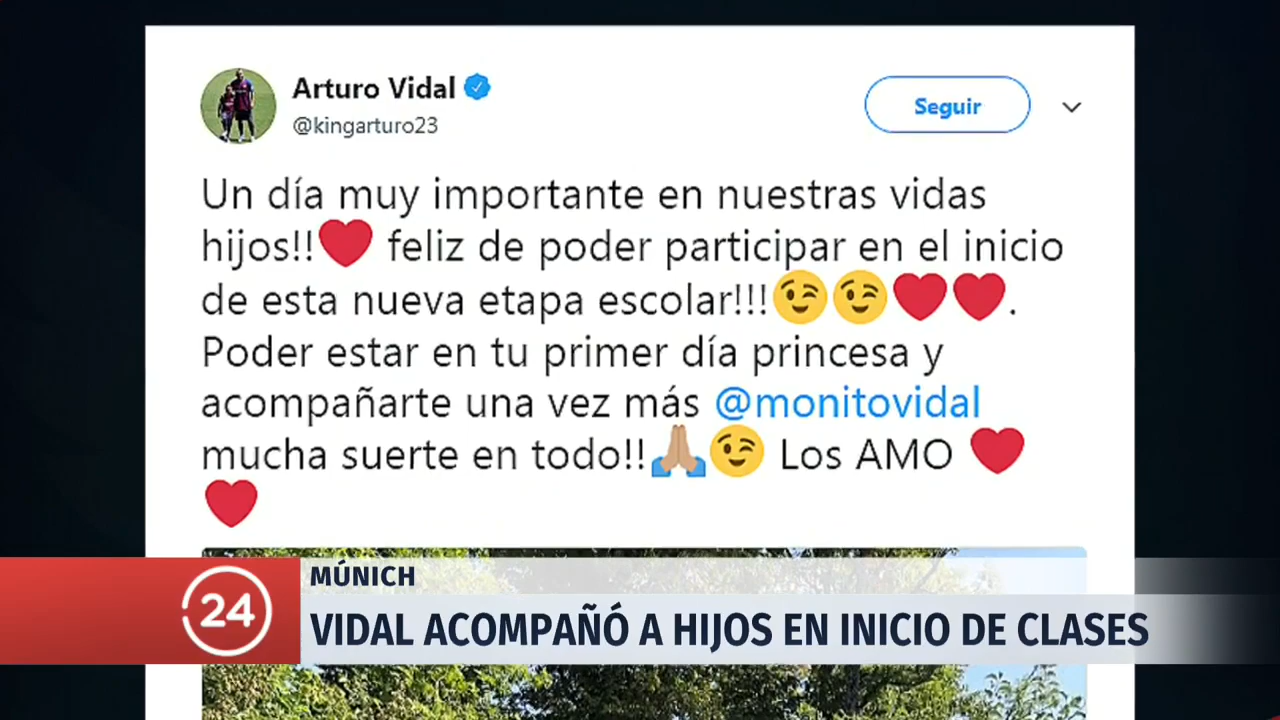 Arturo Vidal
@kingarturo23
Seguir
Un día muy importante en nuestras vidas
hijos!!❤️ feliz de poder participar en el inicio
de esta nueva etapa escolar!!!😉😉❤️❤️.
Poder estar en tu primer día princesa y
acompañarte una vez más @monitovidal
mucha suerte en todo!!🙏🏼😉 Los AMO ❤️
❤️
24
MÚNICH
VIDAL ACOMPAÑÓ A HIJOS EN INICIO DE CLASES